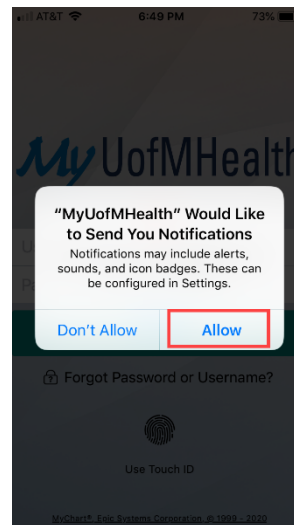 AT&T 6:49 PM 73%
My UofMHealth
"MyUofMHealth" Would Like
to Send You Notifications
Notifications may include alerts,
sounds, and icon badges. These can
be configured in Settings.
Don't Allow Allow
Forgot Password or Username?
Use Touch ID
MyChart®, Epic Systems Corporation, © 1999 - 2020